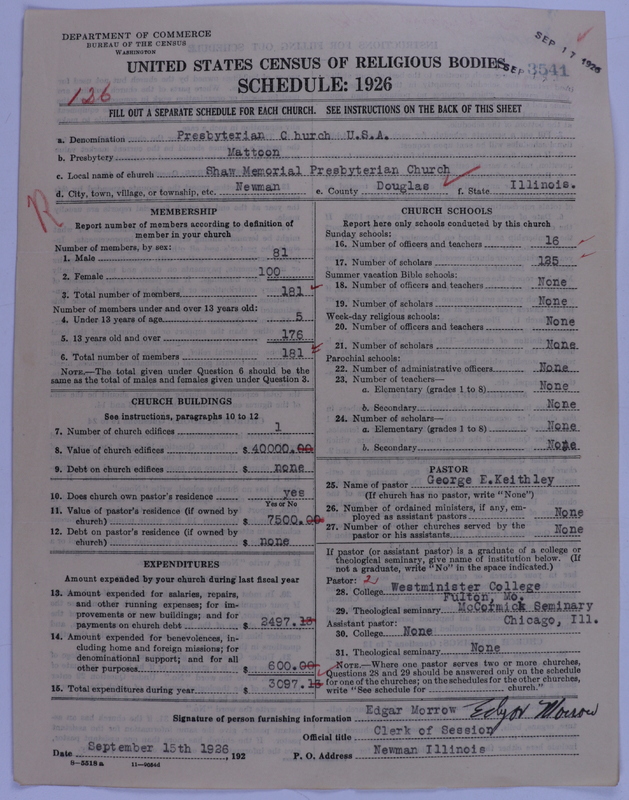 DEPARTMENT OF COMMERCE
BUREAU OF THE CENSUS
WASHINGTON
SEP 17 1926
3541
UNITED STATES CENSUS OF RELIGIOUS BODIES
SCHEDULE: 1926
126
FILL OUT A SEPARATE SCHEDULE FOR EACH CHURCH. SEE INSTRUCTIONS ON THE BACK OF THIS SHEET
a. Denomination Presbyterian C hurch U.S.A.
b. Presbytery Mattoon
c. Local name of church Shaw Memorial Presbyterian Church
d. City, town, village, or township, etc. Newman e. County Douglas f. State Illinois.
R
MEMBERSHIP
Report number of members according to definition of
member in your church
Number of members, by sex:
1. Male 81
2. Female 100
3. Total number of members 181
Number of members under and over 13 years old:
4. Under 13 years of age 5
5. 13 years old and over 176
6. Total number of members 181
NOTE.—The total given under Question 6 should be
same as the total of males and females given under Question 3.
CHURCH BUILDINGS
See instructions, paragraphs 10 to 12
7. Number of church edifices 1
8. Value of church edifices $ 40000.00
9. Debt on church edifices $ none
10. Does church own pastor's residence yes
Yes or No
11. Value of pastor's residence (if owned by
church) $ 7500.00
12. Debt on pastor's residence (if owned by
church) $ none
EXPENDITURES
Amount expended by your church during last fiscal year
13. Amount expended for salaries, repairs,
and other running expenses; for im-
provements or new buildings; and for
payments on church debt $ 2497.13
14. Amount expended for benevolences, in-
cluding home and foreign missions; for
denominational support; and for all
other purposes $ 600.00
15. Total expenditures during year $ 3097.13
CHURCH SCHOOLS
Report here only schools conducted by this church
Sunday schools:
16. Number of officers and teachers 16
17. Number of scholars 125
Summer vacation Bible schools:
18. Number of officers and teachers None
19. Number of scholars None
Week-day religious schools:
20. Number of officers and teachers None
21. Number of scholars None
Parochial schools:
22. Number of administrative officers None
23. Number of teachers—
a. Elementary (grades 1 to 8) None
b. Secondary None
24. Number of scholars—
a. Elementary (grades 1 to 8) None
b. Secondary None
PASTOR
25. Name of pastor George E.Keithley
(If church has no pastor, write "None")
26. Number of ordained ministers, if any, em-
ployed as assistant pastors None
27. Number of other churches served by the
pastor or his assistants None
If pastor (or assistant pastor) is a graduate of a college or
theological seminary, give name of institution below. (If
not a graduate, write "No" in the space indicated.)
Pastor: 2
28. College Westminister College
Fulton, Mo.
29. Theological seminary McCormick Seminary
Assistant pastor: Chicago, Ill.
30. College None
31. Theological seminary None
NOTE.—Where one pastor serves two or more churches,
Questions 28 and 29 should be answered only on the schedule
for one of the churches; on the schedules for the other churches,
write "See schedule for church."
Signature of person furnishing information Edgar Morrow Edgar Morrow
Official title Clerk of Session
Date September 15th 1926, 192 P. O. Address Newman Illinois
9-5518a